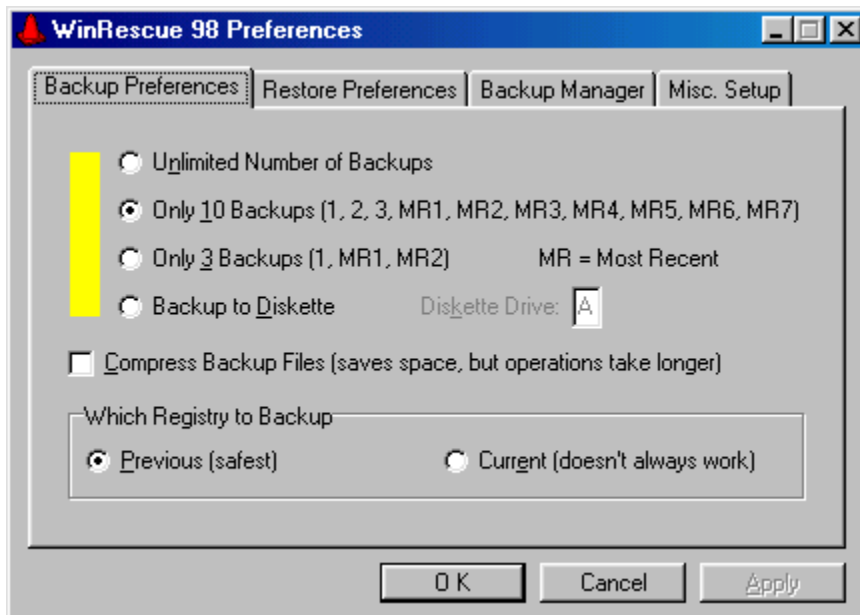 WinRescue 98 Preferences
Backup Preferences Restore Preferences Backup Manager Misc. Setup
Unlimited Number of Backups
Only 10 Backups (1, 2, 3, MR1, MR2, MR3, MR4, MR5, MR6, MR7)
Only 3 Backups (1, MR1, MR2) MR = Most Recent
Backup to Diskette Diskette Drive: A
Compress Backup Files (saves space, but operations take longer)
Which Registry to Backup
Previous (safest) Current (doesn't always work)
OK Cancel Apply